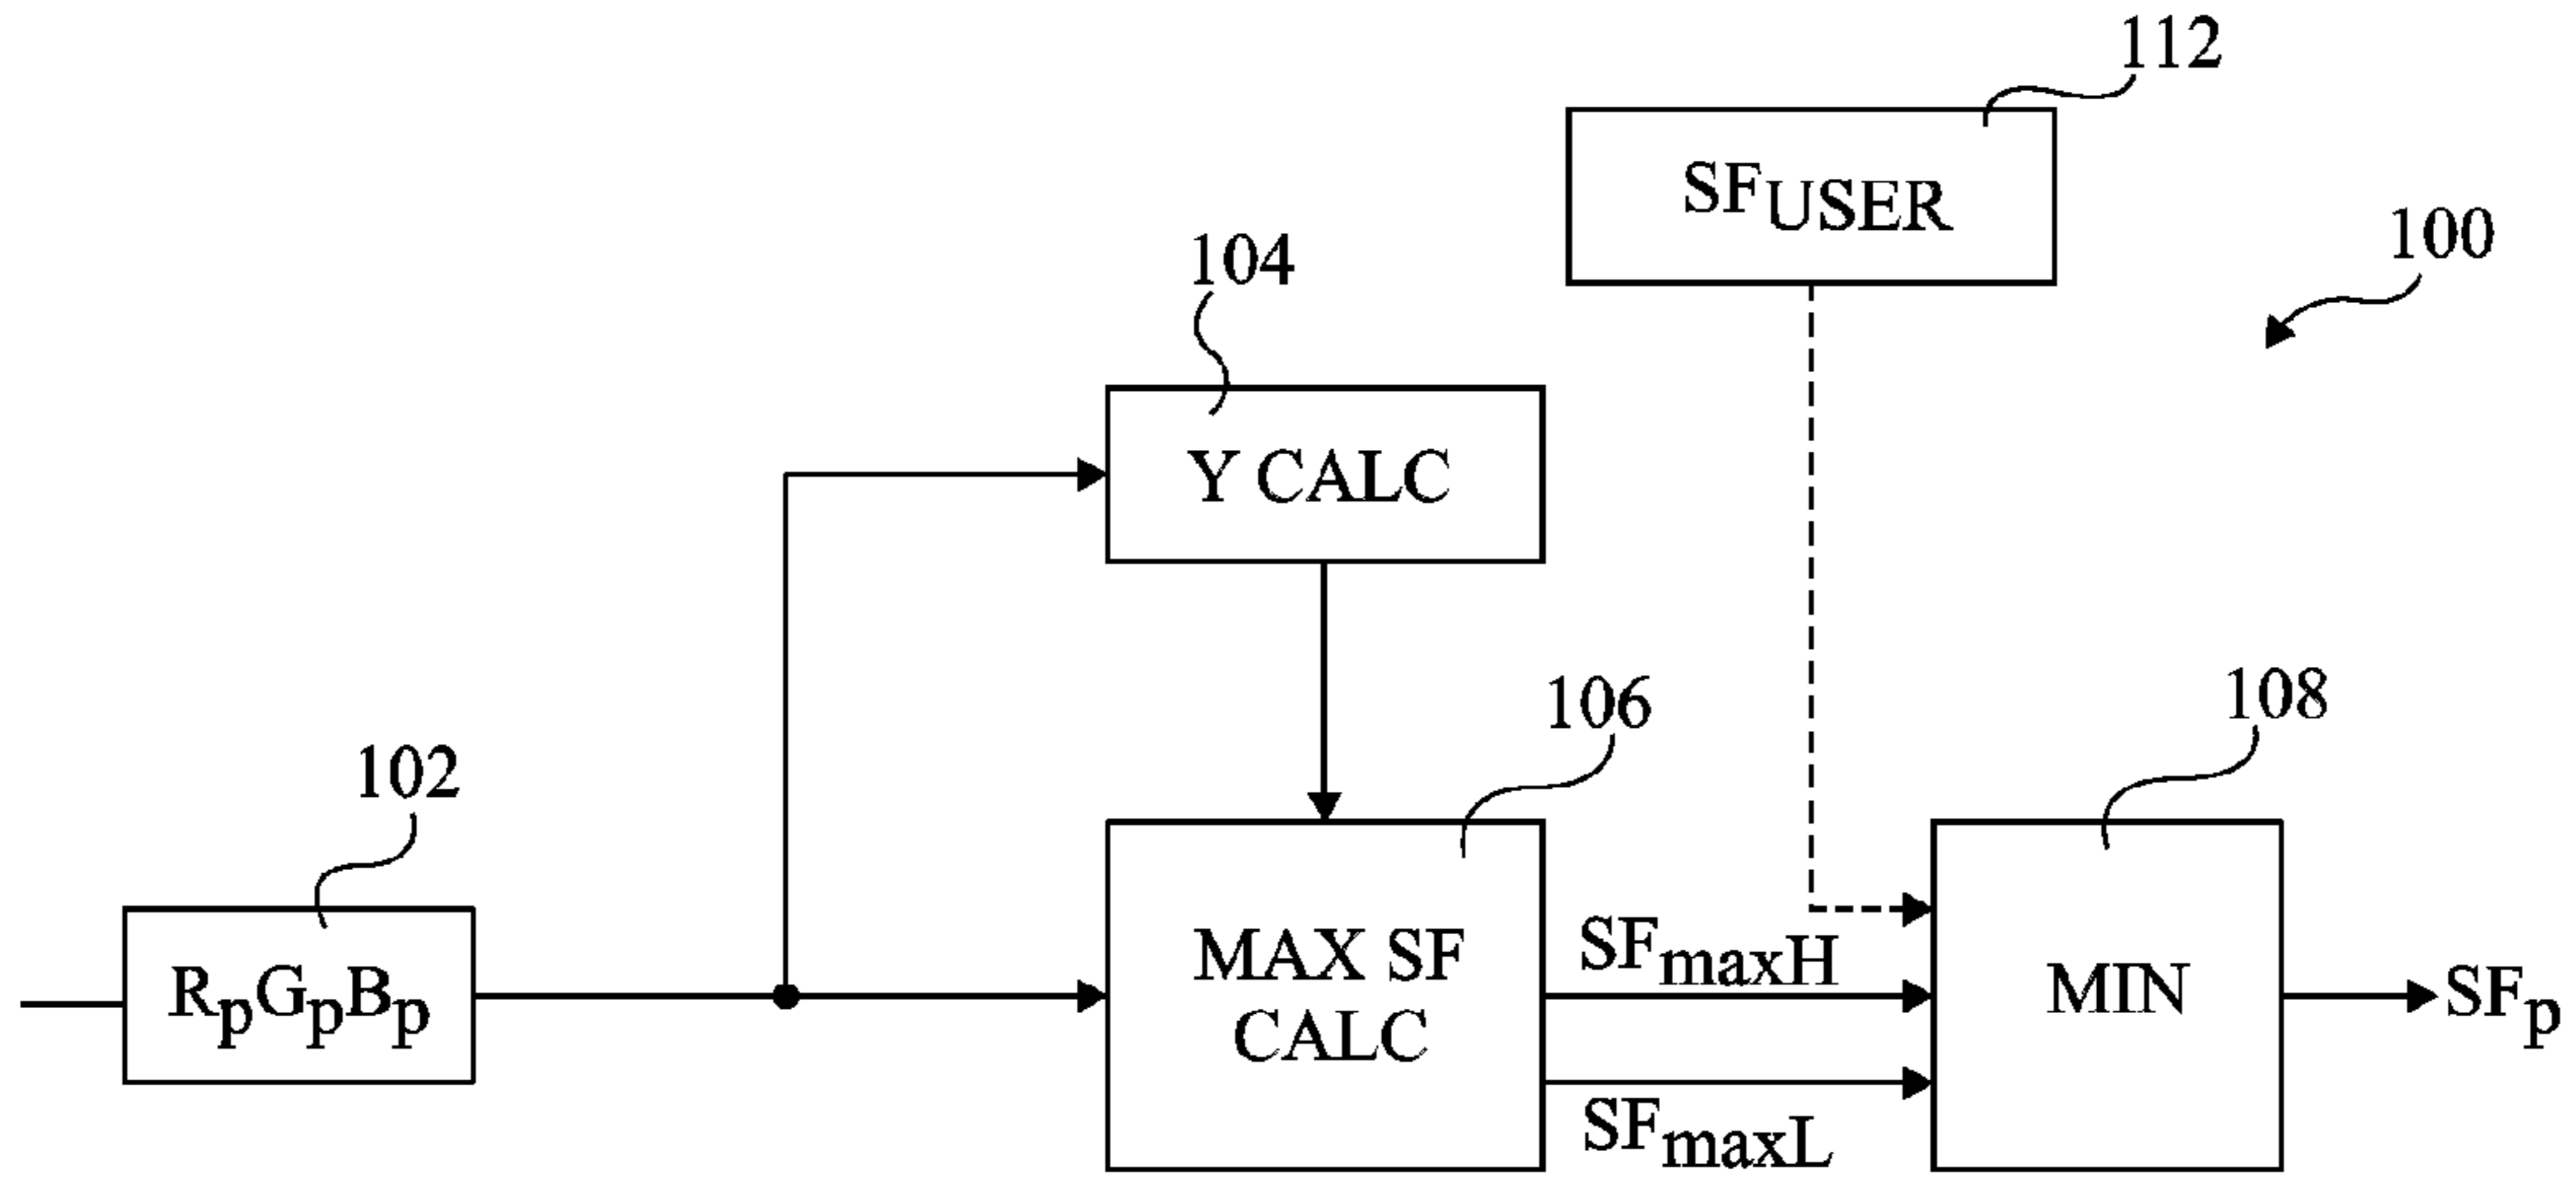 112
SFUSER
100
104
Y CALC
106
108
102
RpGpBp
MAX SF
CALC
SFmaxH
SFmaxL
MIN
SFp